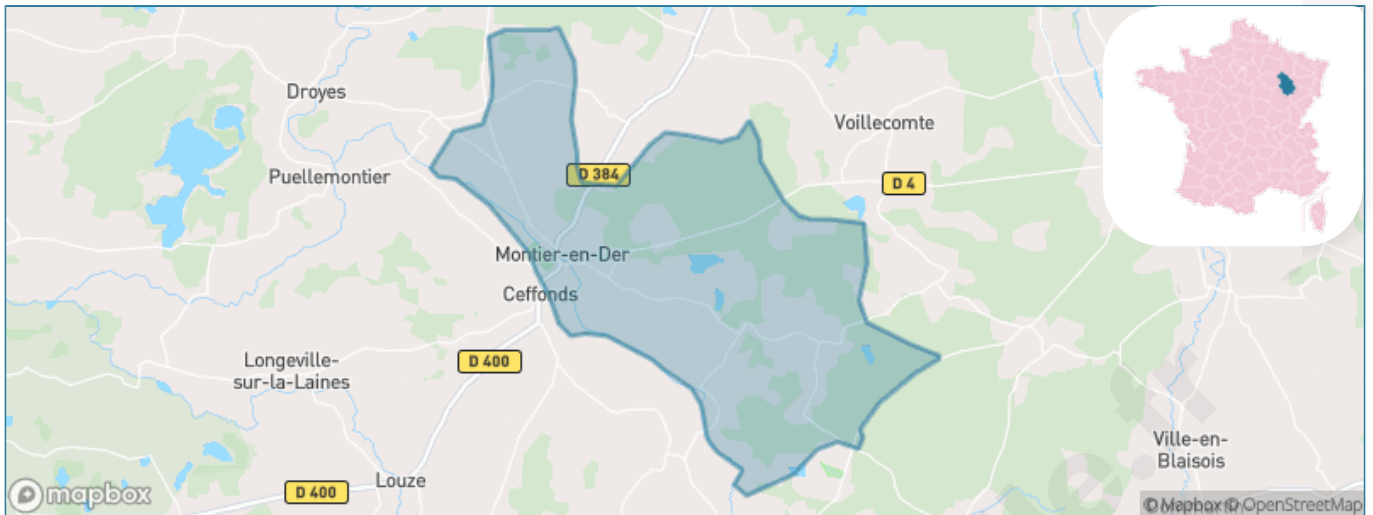 Droyes
Voillecomte
D 384
Puellemontier
D 4
Montier-en-Der
Ceffonds
D 400
Longeville-
sur-la-Laines
Ville-en-
Blaisois
Louze
D 400
mapbox
© Mapbox © OpenStreetMap